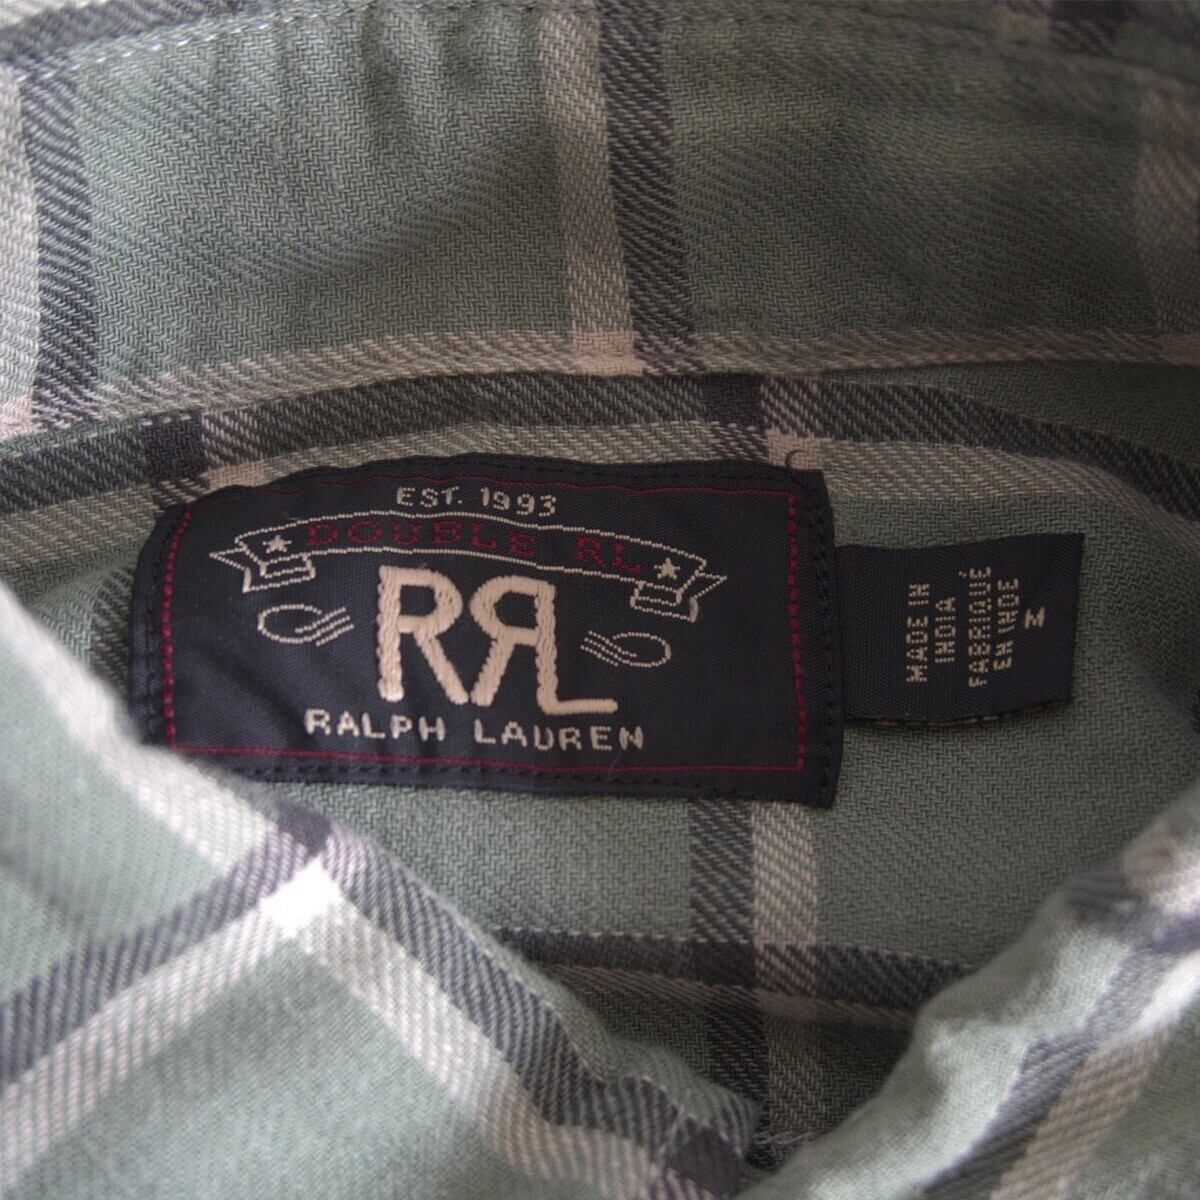 EST. 1993
DOUBLE RL
RRL
RALPH LAUREN
MADE IN
INDIA
FABRIQUÉ
EN INDE
M